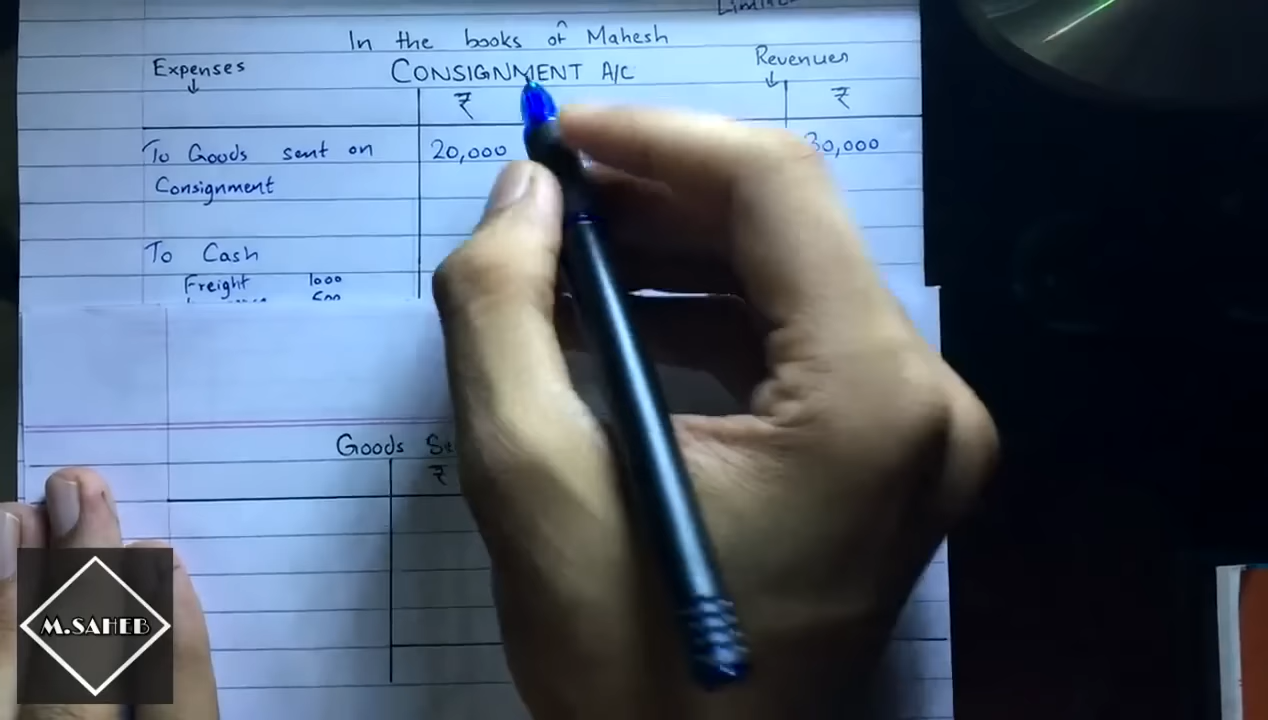 In the books of Mahesh
Expenses
CONSIGNMENT A/C
Revenues
₹
₹
To Goods sent on
20,000
30,000
Consignment
To Cash
Freight 1000
500
Goods
₹
M.SAHEB